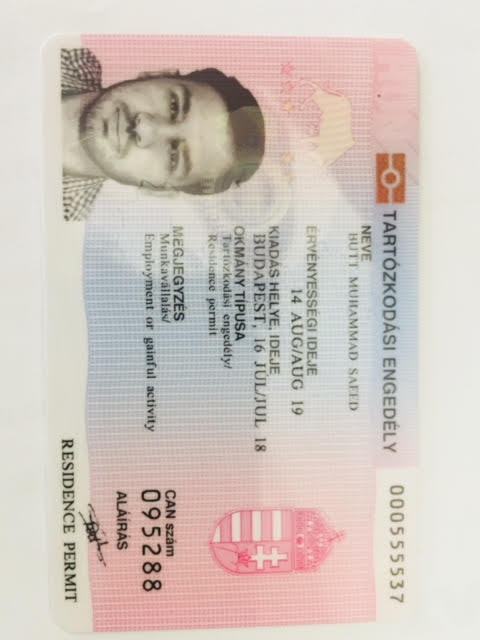 TARTÓZKODÁSI ENGEDÉLY 000555537
NEVE
BUTT MUHAMMAD SAEED
ÉRVÉNYESSÉGI IDEJE
14 AUG/AUG 19
KIADÁS HELYE, IDEJE
BUDAPEST, 16 JÚL/JUL 18
OKMÁNY TÍPUSA
Tartózkodási engedély/
Residence permit
MEGJEGYZÉS
Munkavállalás/
Employment or gainful activity
CAN szám
095288
ALÁÍRÁS
RESIDENCE PERMIT